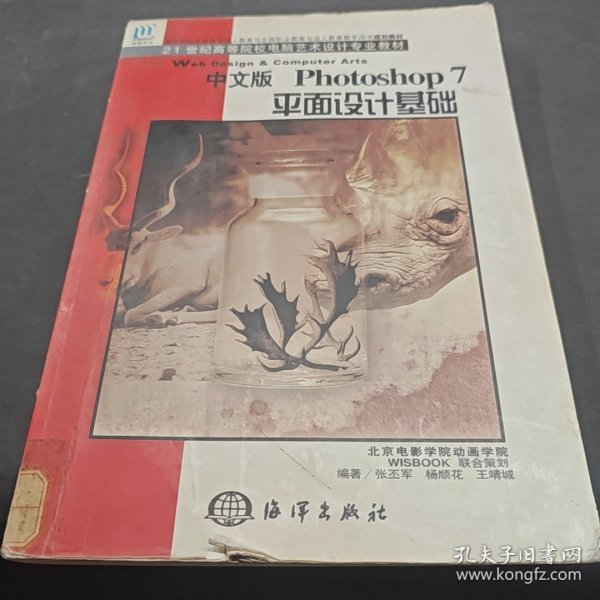 21世纪高等院校电脑艺术设计专业教材
Web Design & Computer Arts
中文版 Photoshop 7
平面设计基础
北京电影学院动画学院
WISBOOK 联合策划
编著／张丕军 杨顺花 王靖城
海洋出版社
孔夫子旧书网
www.kongfz.com